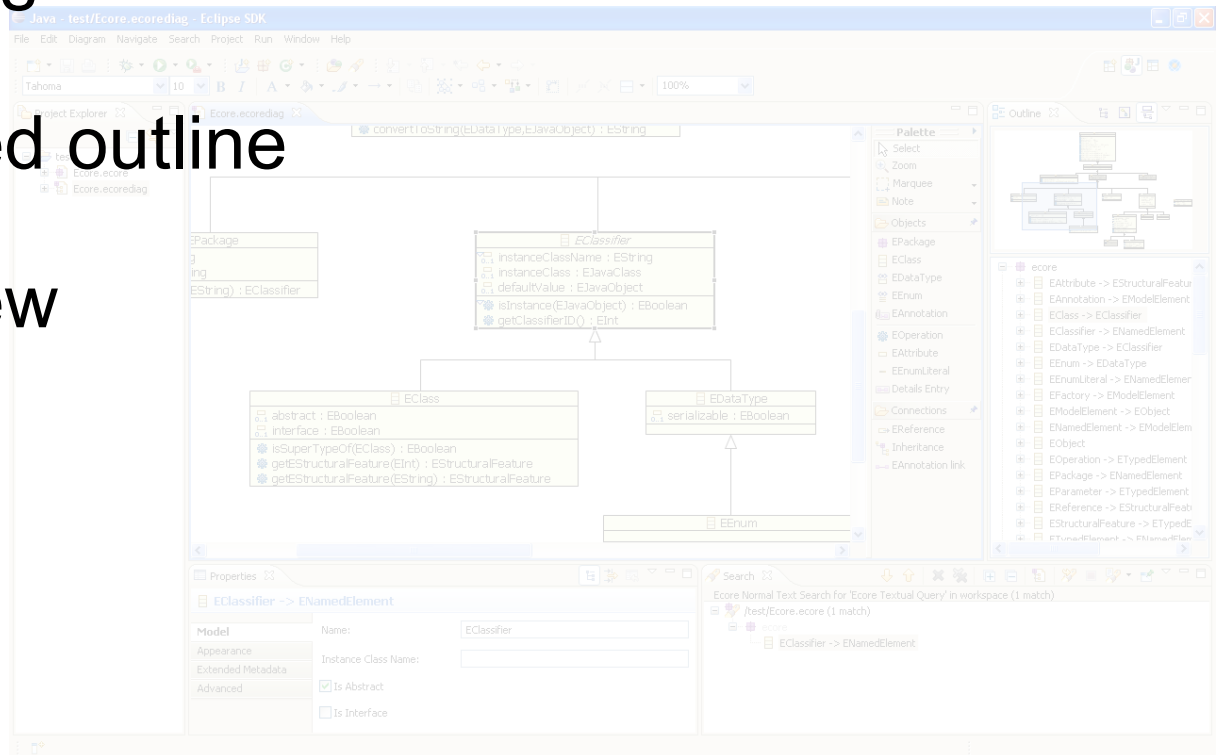 Java - test/Ecore.ecorediag - Eclipse SDK
File Edit Diagram Navigate Search Project Run Window Help
Tahoma 10 B I A 100%
Project Explorer
Ecore.ecorediag
Outline
ed outline
ew
Ecore.ecore
Ecore.ecorediag
convertToString(EDataType,EJavaObject) : EString
EPackage
EString) : EClassifier
EClassifier
instanceClassName : EString
instanceClass : EJavaClass
defaultValue : EJavaObject
isInstance(EJavaObject) : EBoolean
getClassifierID() : EInt
EClass
abstract : EBoolean
interface : EBoolean
isSuperTypeOf(EClass) : EBoolean
getEStructuralFeature(EInt) : EStructuralFeature
getEStructuralFeature(EString) : EStructuralFeature
EDataType
serializable : EBoolean
EEnum
Palette
Select
Zoom
Marquee
Note
Objects
EPackage
EClass
EDataType
EEnum
EAnnotation
EOperation
EAttribute
EEnumLiteral
Details Entry
Connections
EReference
Inheritance
EAnnotation link
ecore
EAttribute -> EStructuralFeature
EAnnotation -> EModelElement
EClass -> EClassifier
EClassifier -> ENamedElement
EDataType -> EClassifier
EEnum -> EDataType
EEnumLiteral -> ENamedElemer
EFactory -> EModelElement
EModelElement -> EObject
ENamedElement -> EModelElem
EObject
EOperation -> ETypedElement
EPackage -> ENamedElement
EParameter -> ETypedElement
EReference -> EStructuralFeatu
EStructuralFeature -> ETypedE
ETypedElement -> ENamedElen
Properties
EClassifier -> ENamedElement
Model
Appearance
Extended Metadata
Advanced
Name: EClassifier
Instance Class Name:
Is Abstract
Is Interface
Search
Ecore Normal Text Search for 'Ecore Textual Query' in workspace (1 match)
/test/Ecore.ecore (1 match)
ecore
EClassifier -> ENamedElement